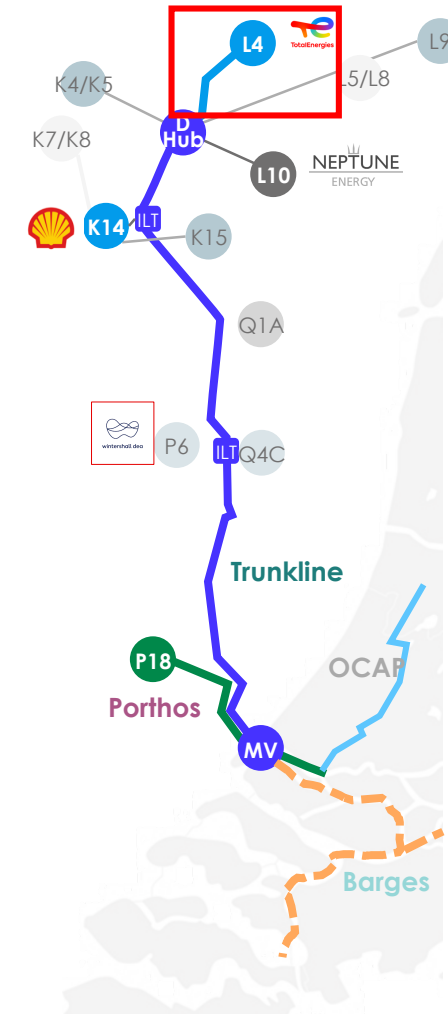 L4
TotalEnergies
L9
L5/L8
K4/K5
D
Hub
K7/K8
L10
NEPTUNE
ENERGY
ILT
K14
K15
Q1A
wintershall dea
P6
ILT
Q4C
Trunkline
P18
OCAP
Porthos
MV
Barges